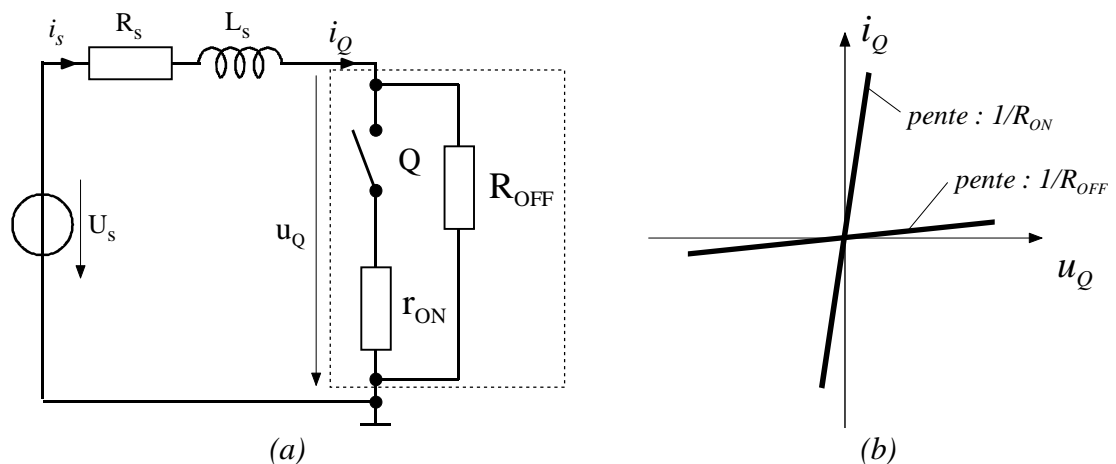 i_s
R_s
L_s
i_Q
Q
R_OFF
U_s
u_Q
r_ON
(a)
i_Q
pente : 1/R_ON
pente : 1/R_OFF
u_Q
(b)